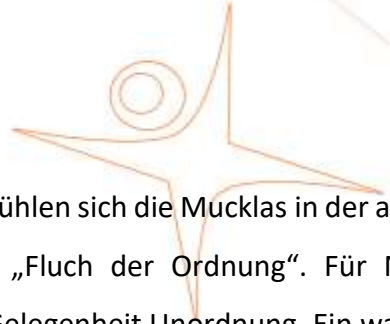 ühlen sich die Mucklas in der a
„Fluch der Ordnung“. Für
Gelegenheit Unordnung. Ein wa